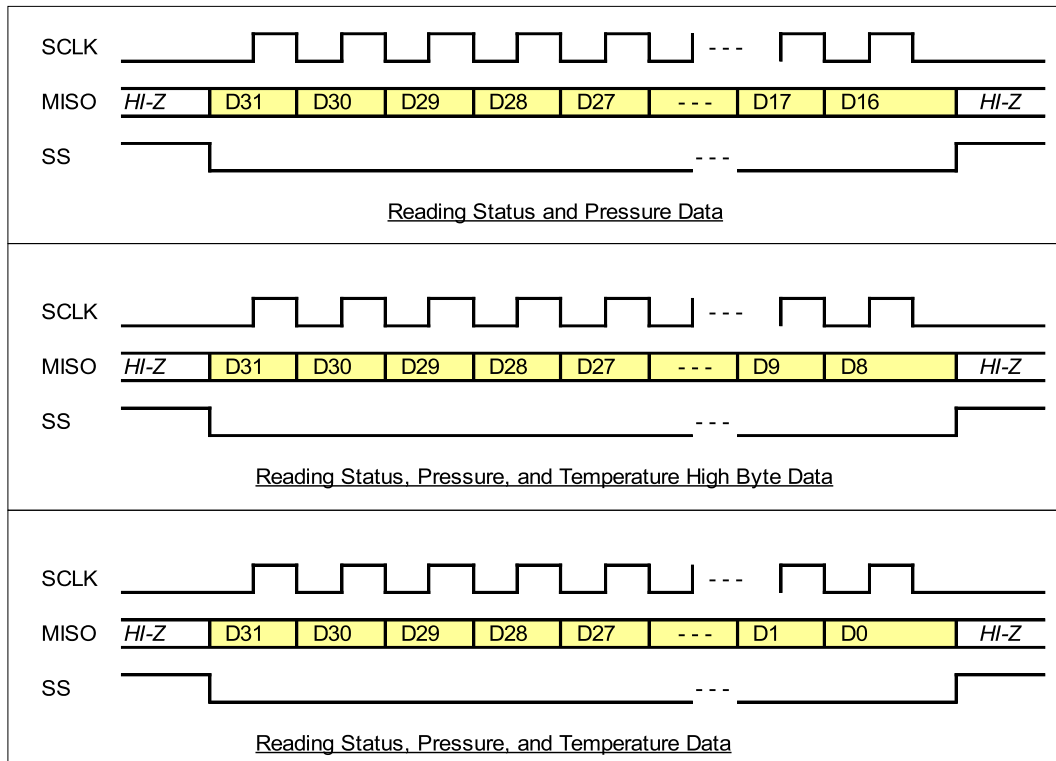 SCLK - - -
MISO HI-Z D31 D30 D29 D28 D27 - - - D17 D16 HI-Z
SS - - -
Reading Status and Pressure Data
SCLK - - -
MISO HI-Z D31 D30 D29 D28 D27 - - - D9 D8 HI-Z
SS - - -
Reading Status, Pressure, and Temperature High Byte Data
SCLK - - -
MISO HI-Z D31 D30 D29 D28 D27 - - - D1 D0 HI-Z
SS - - -
Reading Status, Pressure, and Temperature Data